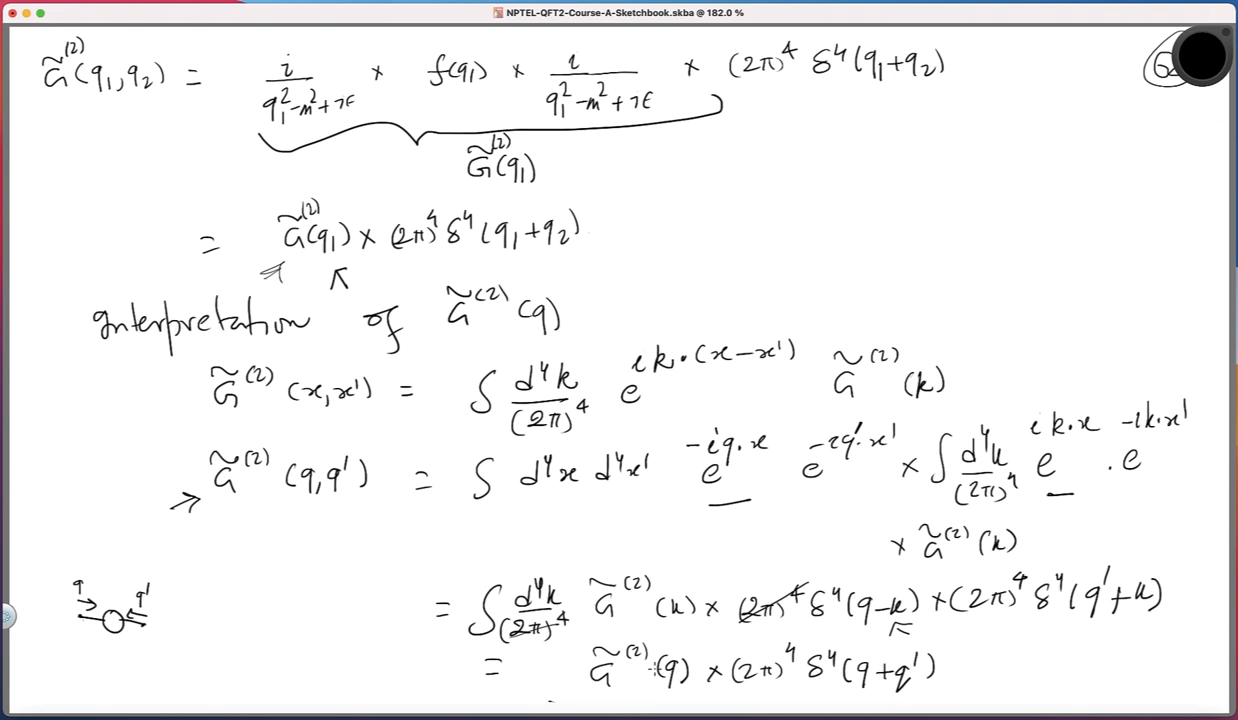 NPTEL-QFT2-Course-A-Sketchbook.skba @ 182.0 %
G̃⁽²⁾(q₁,q₂) = i/(q₁²-m²+iε) × f(q₁) × i/(q₁²-m²+iε) × (2π)⁴ δ⁴(q₁+q₂)
G̃⁽²⁾(q₁)
= G̃⁽²⁾(q₁) × (2π)⁴ δ⁴(q₁+q₂)
Interpretation of G̃⁽²⁾(q)
G̃⁽²⁾(x,x') = ∫ d⁴k/(2π)⁴ e^{ik·(x-x')} G̃⁽²⁾(k)
G̃⁽²⁾(q,q') = ∫ d⁴x d⁴x' e^{-iq·x} e^{-iq'·x'} × ∫ d⁴k/(2π)⁴ e^{ik·x} · e^{-ik·x'}
× G̃⁽²⁾(k)
q q' = ∫ d⁴k/(2π)⁴ G̃⁽²⁾(k) × (2π)⁴ δ⁴(q-k) × (2π)⁴ δ⁴(q'+k)
= G̃⁽²⁾(q) × (2π)⁴ δ⁴(q+q')